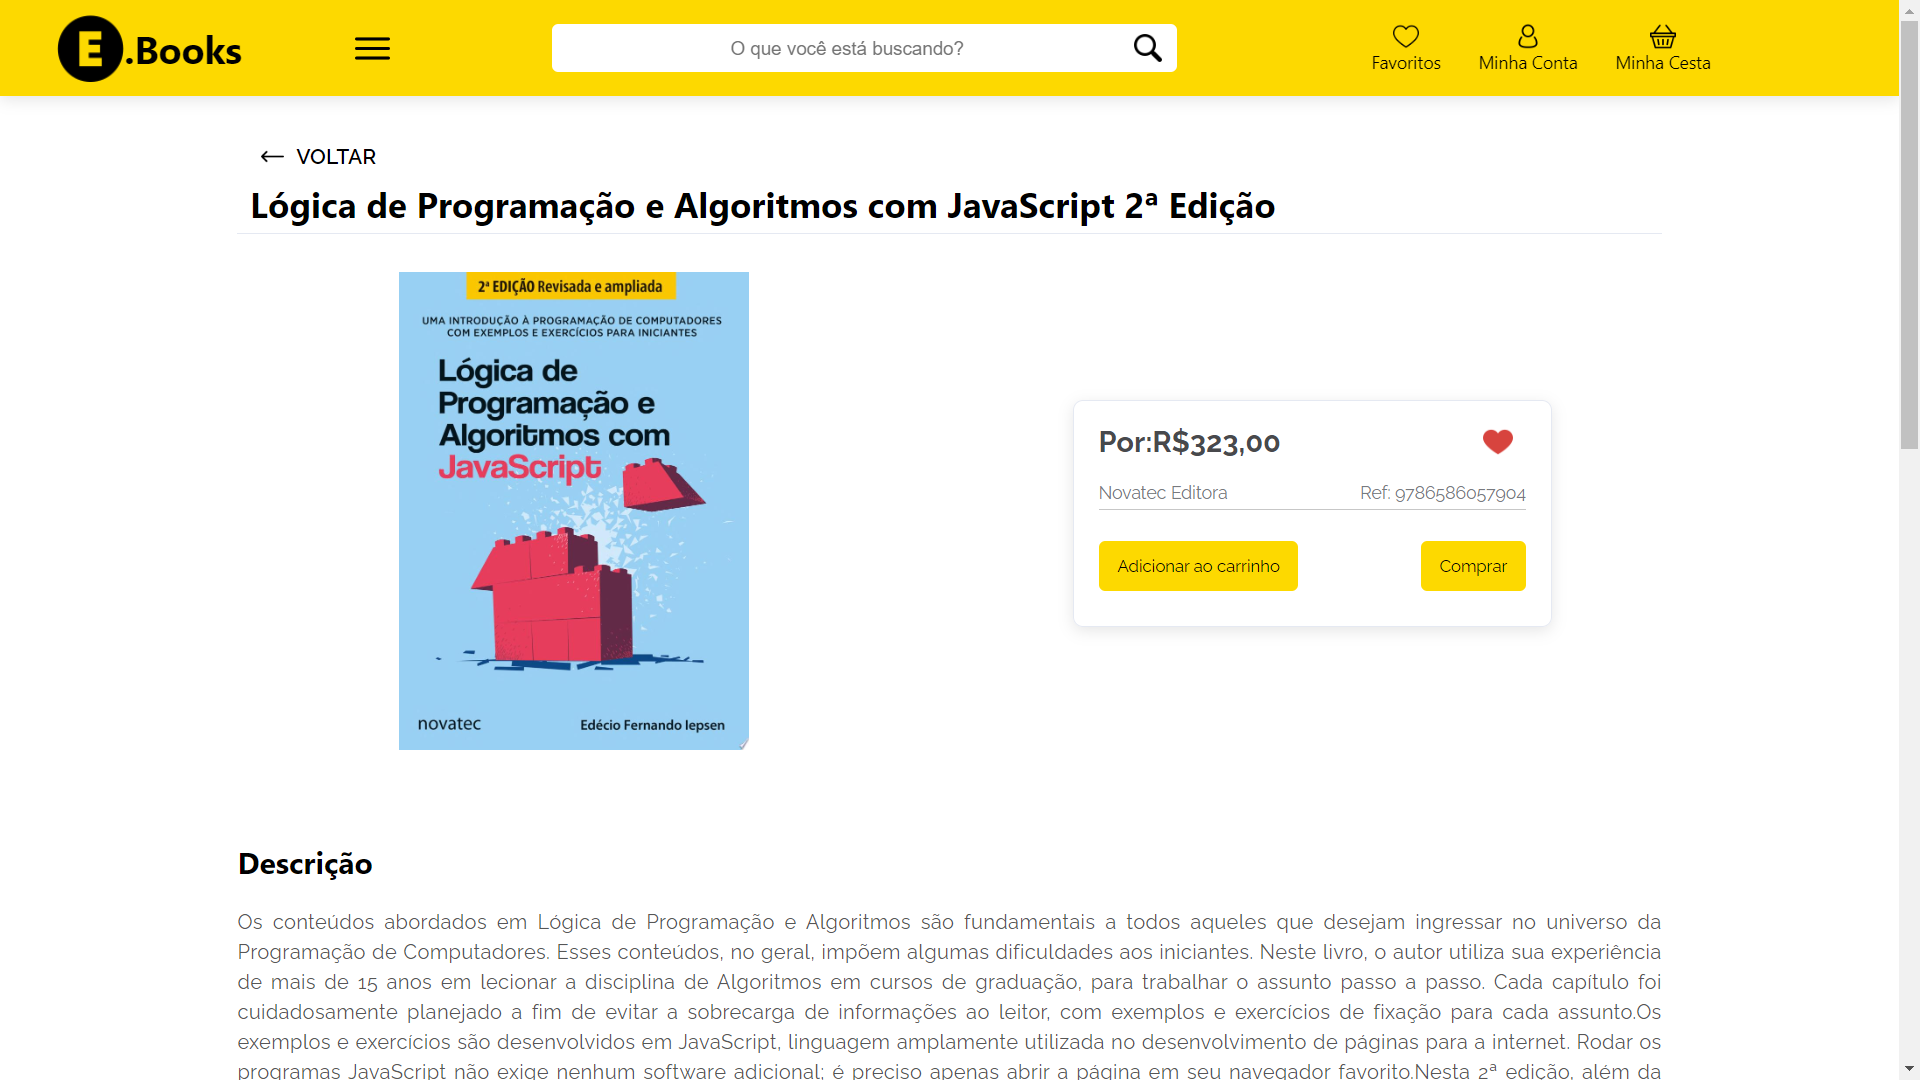 E.Books
O que você está buscando?
Favoritos
Minha Conta
Minha Cesta
VOLTAR
Lógica de Programação e Algoritmos com JavaScript 2ª Edição
2ª EDIÇÃO Revisada e ampliada
UMA INTRODUÇÃO À PROGRAMAÇÃO DE COMPUTADORES
COM EXEMPLOS E EXERCÍCIOS PARA INICIANTES
Lógica de
Programação e
Algoritmos com
JavaScript
novatec
Edécio Fernando Iepsen
Por:R$323,00
Novatec Editora
Ref: 9786586057904
Adicionar ao carrinho
Comprar
Descrição
Os conteúdos abordados em Lógica de Programação e Algoritmos são fundamentais a todos aqueles que desejam ingressar no universo da
Programação de Computadores. Esses conteúdos, no geral, impõem algumas dificuldades aos iniciantes. Neste livro, o autor utiliza sua experiência
de mais de 15 anos em lecionar a disciplina de Algoritmos em cursos de graduação, para trabalhar o assunto passo a passo. Cada capítulo foi
cuidadosamente planejado a fim de evitar a sobrecarga de informações ao leitor, com exemplos e exercícios de fixação para cada assunto.Os
exemplos e exercícios são desenvolvidos em JavaScript, linguagem amplamente utilizada no desenvolvimento de páginas para a internet. Rodar os
programas JavaScript não exige nenhum software adicional; é preciso apenas abrir a página em seu navegador favorito.Nesta 2ª edição, além da